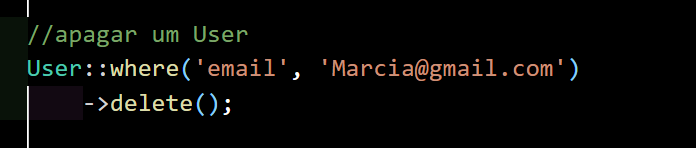 //apagar um User
User::where('email', 'Marcia@gmail.com')
    ->delete();